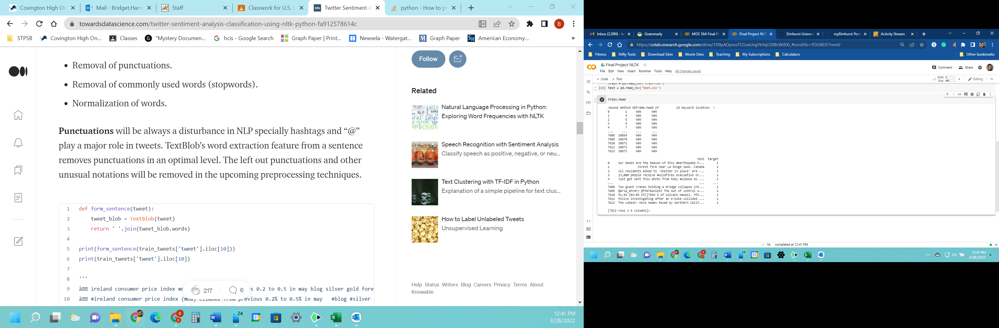 Covington High On
Mail - Bridget.Harre
Staff
Classwork for U.S. H
tds
Twitter Sentiment A
python - How to pr
towardsdatascience.com/twitter-sentiment-analysis-classification-using-nltk-python-fa912578614c
B
STPSB
Covington High On...
Classes
"Mystery Documen...
hcis - Google Search
Graph Paper | Print...
Newsela - Watergat...
Graph Paper
American Economy...
»
• Removal of punctuations.
• Removal of commonly used words (stopwords).
• Normalization of words.
Punctuations will be always a disturbance in NLP specially hashtags and “@”
play a major role in tweets. TextBlob’s word extraction feature from a sentence
removes punctuations in an optimal level. The left out punctuations and other
unusual notations will be removed in the upcoming preprocessing techniques.
1 def form_sentence(tweet):
2 tweet_blob = TextBlob(tweet)
3 return ' '.join(tweet_blob.words)
4
5 print(form_sentence(train_tweets['tweet'].iloc[10]))
6 print(train_tweets['tweet'].iloc[10])
7
8 '''
9 ireland consumer price index mo s 0.2 to 0.5 in may blog silver gold fore
10 #ireland consumer price index (mom) climbed from previous 0.2% to 0.5% in may #blog #silver
217
6
Follow
Related
Natural Language Processing in Python:
Exploring Word Frequencies with NLTK
Speech Recognition with Sentiment Analysis
Classify speech as positive, negative, or neu...
Text Clustering with TF-IDF in Python
Explanation of a simple pipeline for text clus...
How to Label Unlabeled Tweets
Unsupervised Learning
Help Status Writers Blog Careers Privacy Terms About
Knowable
24
31
12:41 PM
3/28/2022
Inbox (2,090) - b
Grammarly
MDS 564 Final Pr
Final Project NLT
Elmhurst Univers
myElmhurst Port
Activity Stream
https://colab.research.google.com/drive/1D9pAOyovzTCGoeUvgYbYqU3XBcWiXXi_#scrollTo=YOLNIU57nmdJ
Fitness
Nifty Tools
Download Sites
Movie Sites
Teaching
My Subscriptions
Calculators
Other bookmarks
Final Project NLTK
Comment
Share
File Edit View Insert Runtime Tools Help All changes saved
+ Code + Text
RAM
Disk
Editing
train = pd.read_csv('train.csv')
[13] test = pd.read_csv('test.csv')
train.head
<bound method NDFrame.head of id keyword location \
0 1 NaN NaN
1 4 NaN NaN
2 5 NaN NaN
3 6 NaN NaN
4 7 NaN NaN
... ... ... ...
7608 10869 NaN NaN
7609 10870 NaN NaN
7610 10871 NaN NaN
7611 10872 NaN NaN
7612 10873 NaN NaN
text target
0 Our Deeds are the Reason of this #earthquake M... 1
1 Forest fire near La Ronge Sask. Canada 1
2 All residents asked to 'shelter in place' are ... 1
3 13,000 people receive #wildfires evacuation or... 1
4 Just got sent this photo from Ruby #Alaska as ... 1
... ... ...
7608 Two giant cranes holding a bridge collapse int... 1
7609 @aria_ahrary @TheTawniest The out of control w... 1
7610 M1.94 [01:04 UTC]?5km S of Volcano Hawaii. htt... 1
7611 Police investigating after an e-bike collided ... 1
7612 The Latest: More Homes Razed by Northern Calif... 1
[7613 rows x 5 columns]>
0s completed at 12:41 PM
24
31
12:41 PM
3/28/2022
8